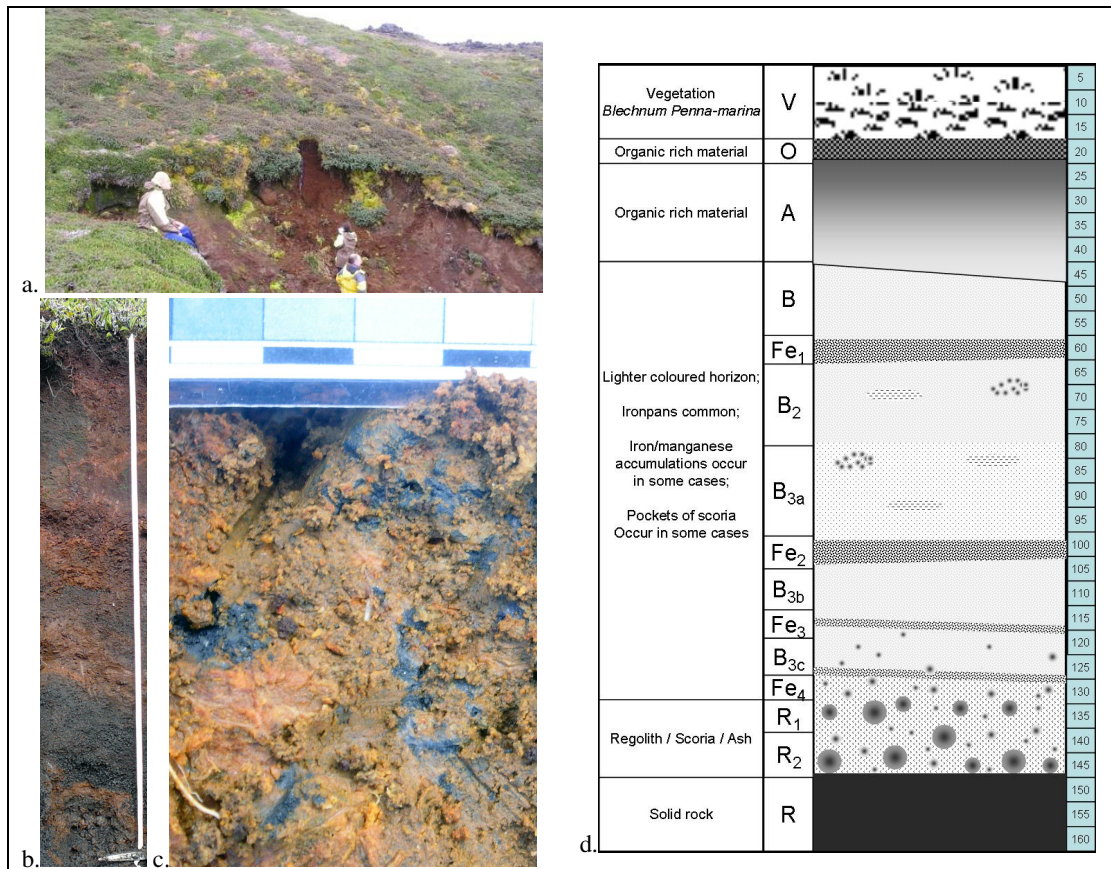 a.
b.
c.
d.
Vegetation
Blechnum Penna-marina
V
Organic rich material
O
Organic rich material
A
Lighter coloured horizon;
Ironpans common;
Iron/manganese
accumulations occur
in some cases;
Pockets of scoria
Occur in some cases
B
Fe1
B2
B3a
Fe2
B3b
Fe3
B3c
Fe4
Regolith / Scoria / Ash
R1
R2
Solid rock
R
5
10
15
20
25
30
35
40
45
50
55
60
65
70
75
80
85
90
95
100
105
110
115
120
125
130
135
140
145
150
155
160